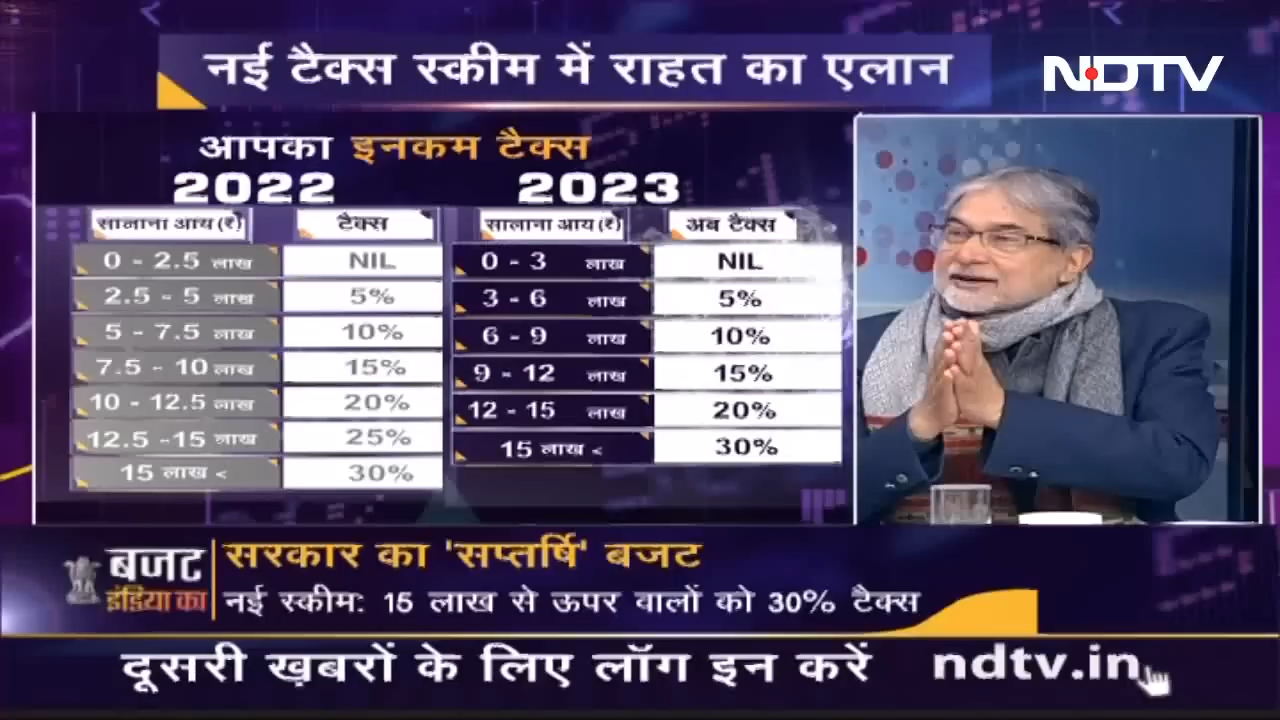 नई टैक्स स्कीम में राहत का एलान
NDTV
आपका इनकम टैक्स
2022 2023
सालाना आय (₹) टैक्स सालाना आय (₹) अब टैक्स
0 - 2.5 लाख NIL 0 - 3 लाख NIL
2.5 - 5 लाख 5% 3 - 6 लाख 5%
5 - 7.5 लाख 10% 6 - 9 लाख 10%
7.5 - 10 लाख 15% 9 - 12 लाख 15%
10 - 12.5 लाख 20% 12 - 15 लाख 20%
12.5 -15 लाख 25% 15 लाख < 30%
15 लाख < 30%
बजट इंडिया का
सरकार का 'सप्तर्षि' बजट
नई स्कीम: 15 लाख से ऊपर वालों को 30% टैक्स
दूसरी ख़बरों के लिए लॉग इन करें ndtv.in